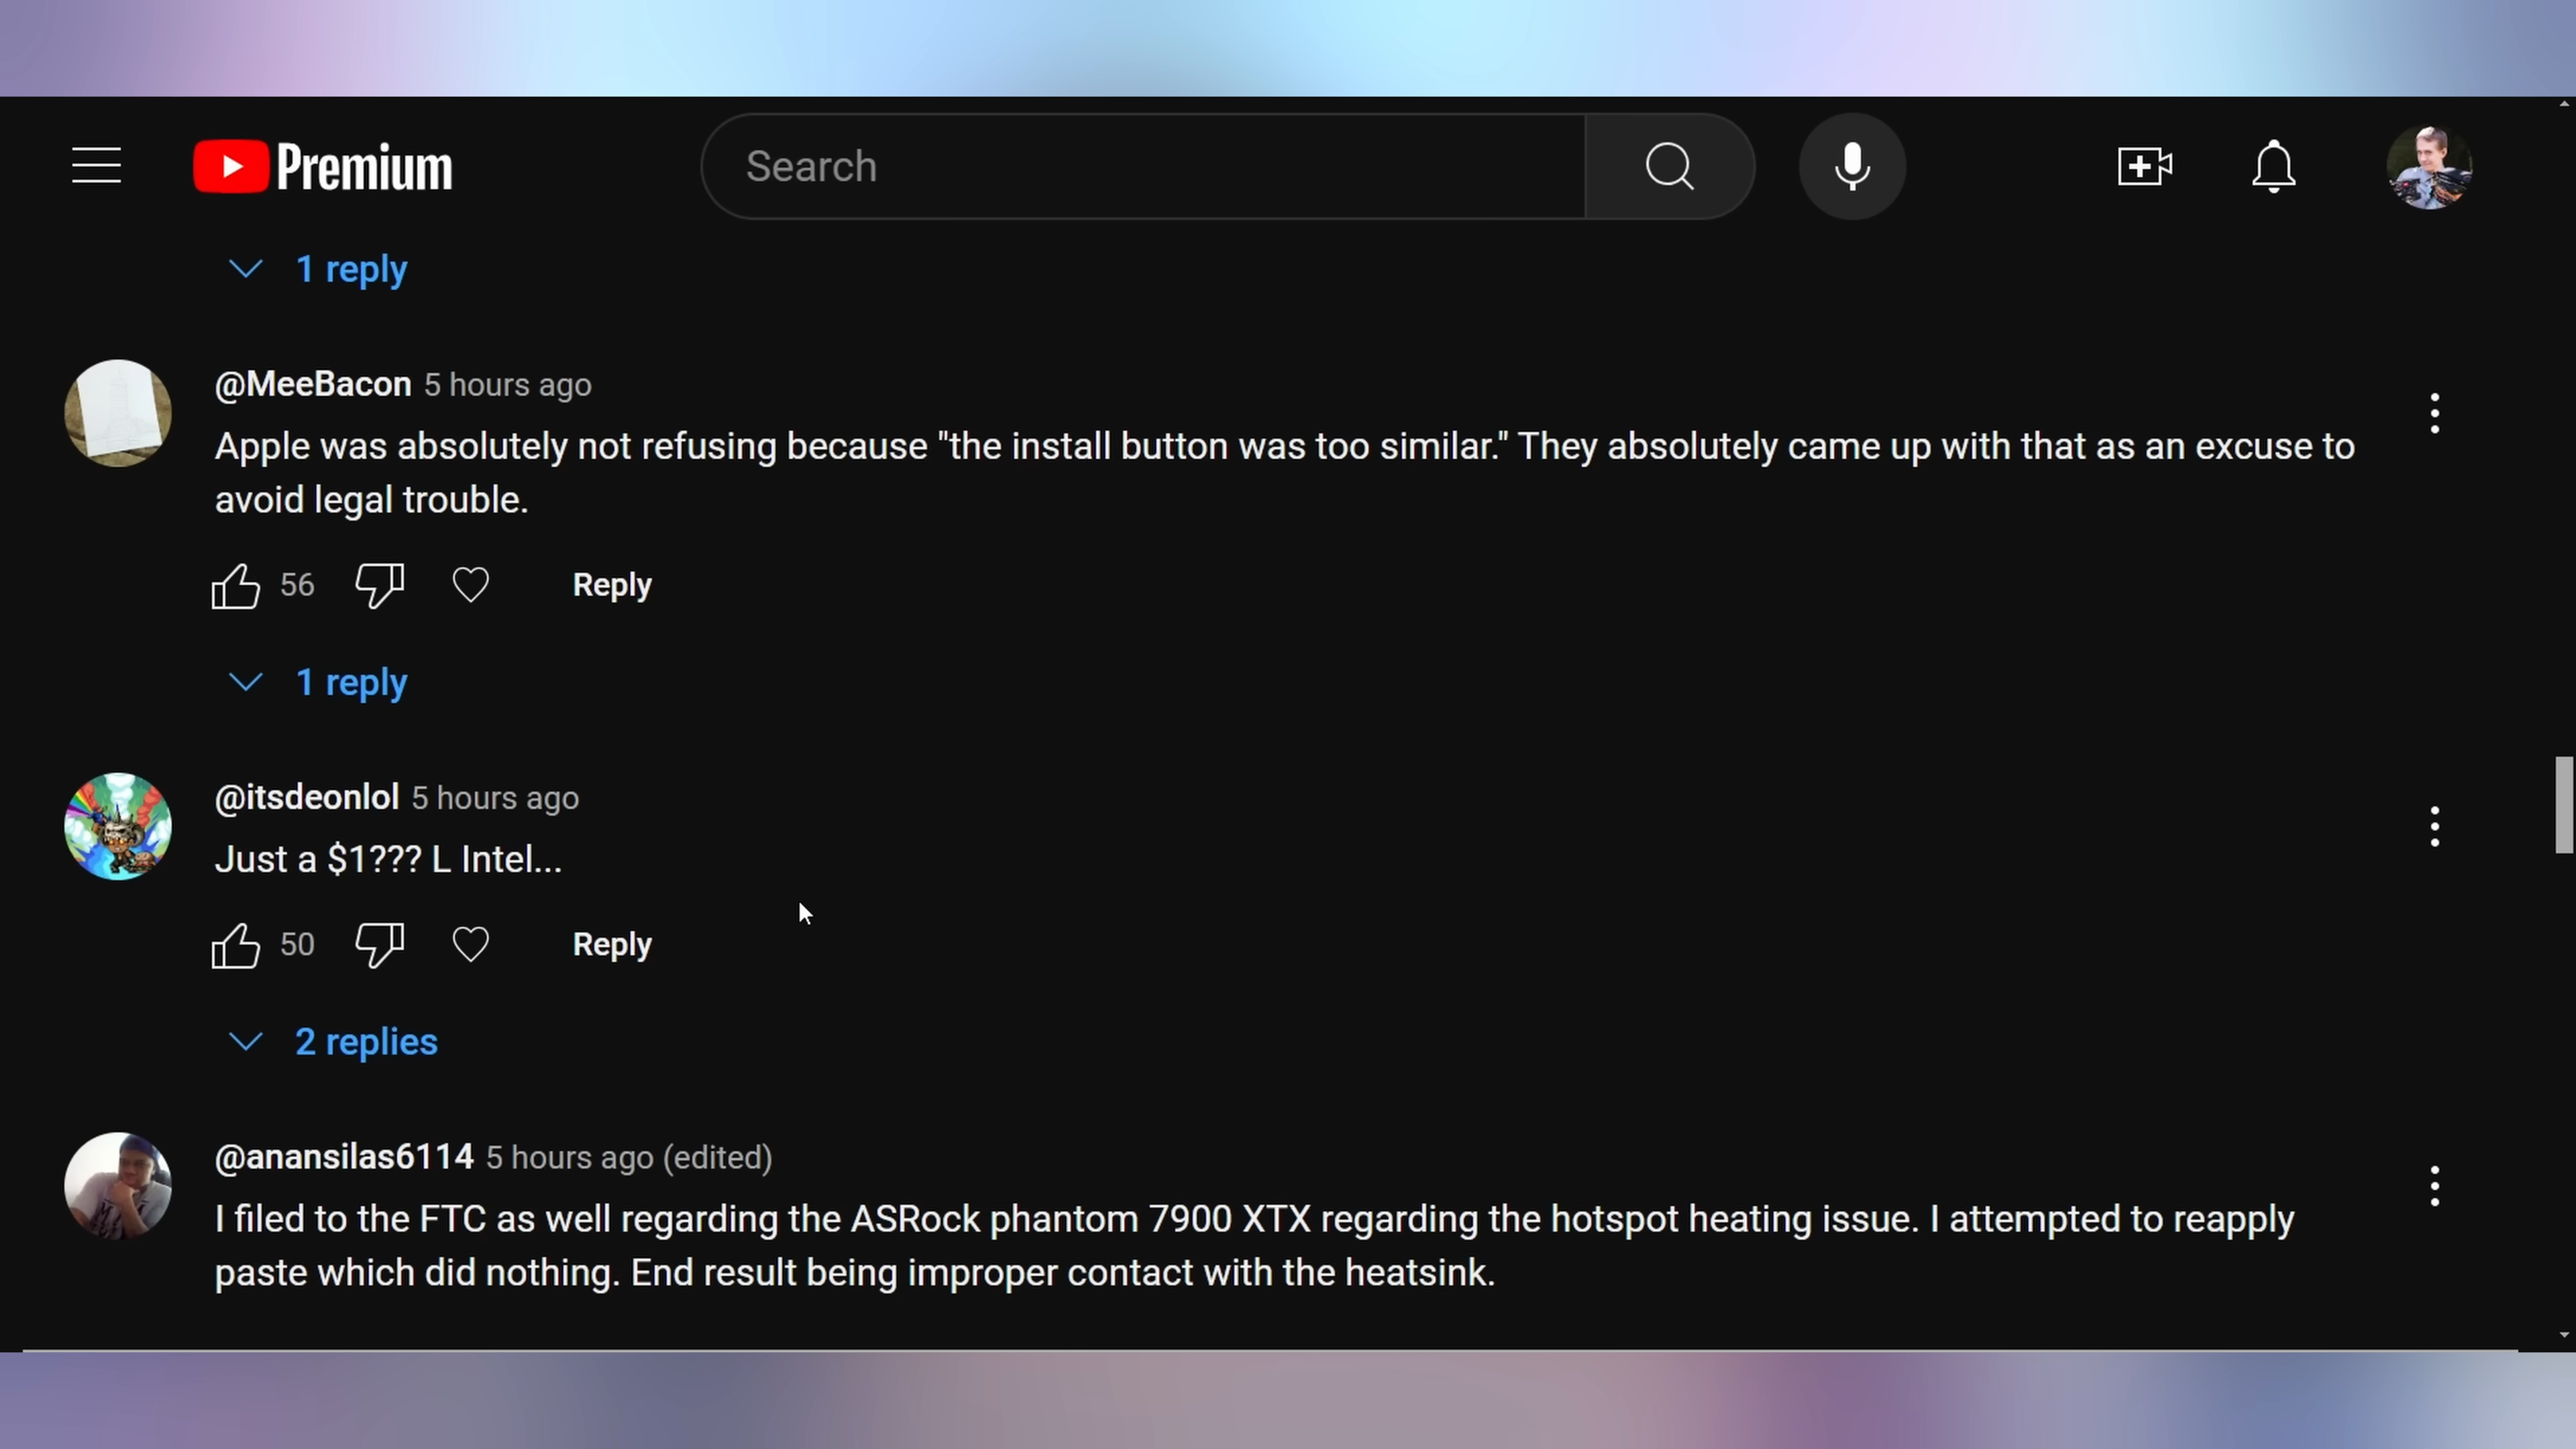 Premium
Search
1 reply
@MeeBacon 5 hours ago
Apple was absolutely not refusing because "the install button was too similar." They absolutely came up with that as an excuse to
avoid legal trouble.
56 Reply
1 reply
@itsdeonlol 5 hours ago
Just a $1??? L Intel...
50 Reply
2 replies
@anansilas6114 5 hours ago (edited)
I filed to the FTC as well regarding the ASRock phantom 7900 XTX regarding the hotspot heating issue. I attempted to reapply
paste which did nothing. End result being improper contact with the heatsink.